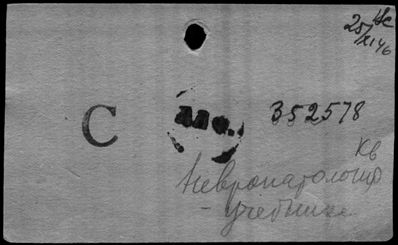 25/XI 46
С
352578
Кв
Невропатология
- учебник